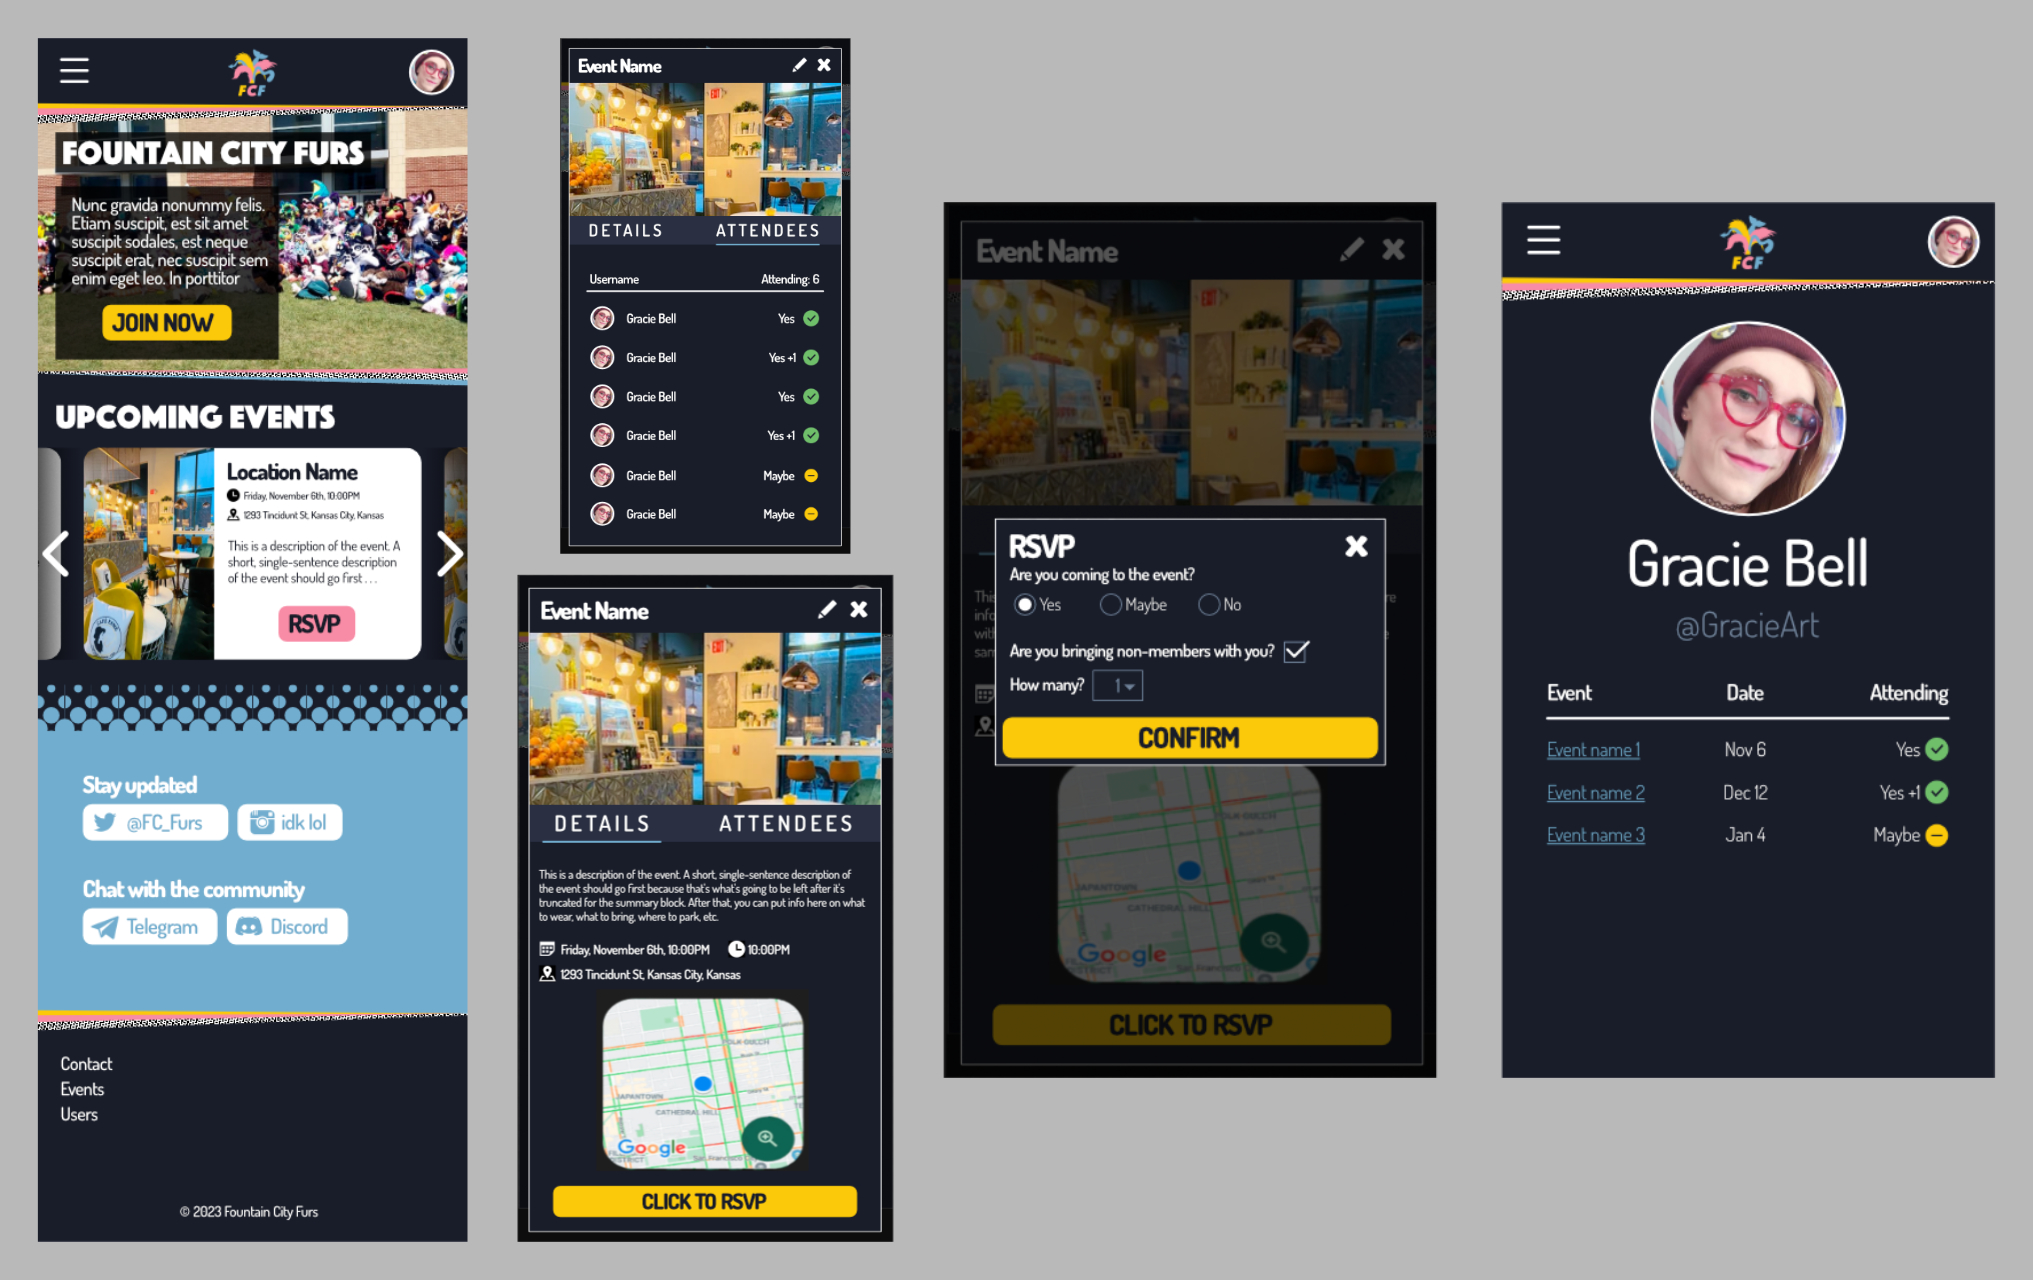 FCF
FOUNTAIN CITY FURS
Nunc gravida nonummy felis.
Etiam suscipit, est sit amet
suscipit sodales, est neque
suscipit erat, nec suscipit sem
enim eget leo. In porttitor
JOIN NOW
UPCOMING EVENTS
Location Name
Friday, November 6th, 10:00PM
1293 Tincidunt St, Kansas City, Kansas
This is a description of the event. A
short, single-sentence description
of the event should go first . . .
RSVP
Stay updated
@FC_Furs
idk lol
Chat with the community
Telegram
Discord
Contact
Events
Users
© 2023 Fountain City Furs
Event Name
DETAILS
ATTENDEES
Username
Attending: 6
Gracie Bell
Yes
Gracie Bell
Yes +1
Gracie Bell
Yes
Gracie Bell
Yes +1
Gracie Bell
Maybe
Gracie Bell
Maybe
Event Name
DETAILS
ATTENDEES
This is a description of the event. A short, single-sentence description of
the event should go first because that's what's going to be left after it's
truncated for the summary block. After that, you can put info here on what
to wear, what to bring, where to park, etc.
Friday, November 6th, 10:00PM
10:00PM
1293 Tincidunt St, Kansas City, Kansas
JAPANTOWN
CATHEDRAL HILL
Google
CLICK TO RSVP
Event Name
RSVP
Are you coming to the event?
Yes
Maybe
No
Are you bringing non-members with you?
How many?
1
CONFIRM
JAPANTOWN
CATHEDRAL HILL
Google
CLICK TO RSVP
FCF
Gracie Bell
@GracieArt
Event
Date
Attending
Event name 1
Nov 6
Yes
Event name 2
Dec 12
Yes +1
Event name 3
Jan 4
Maybe